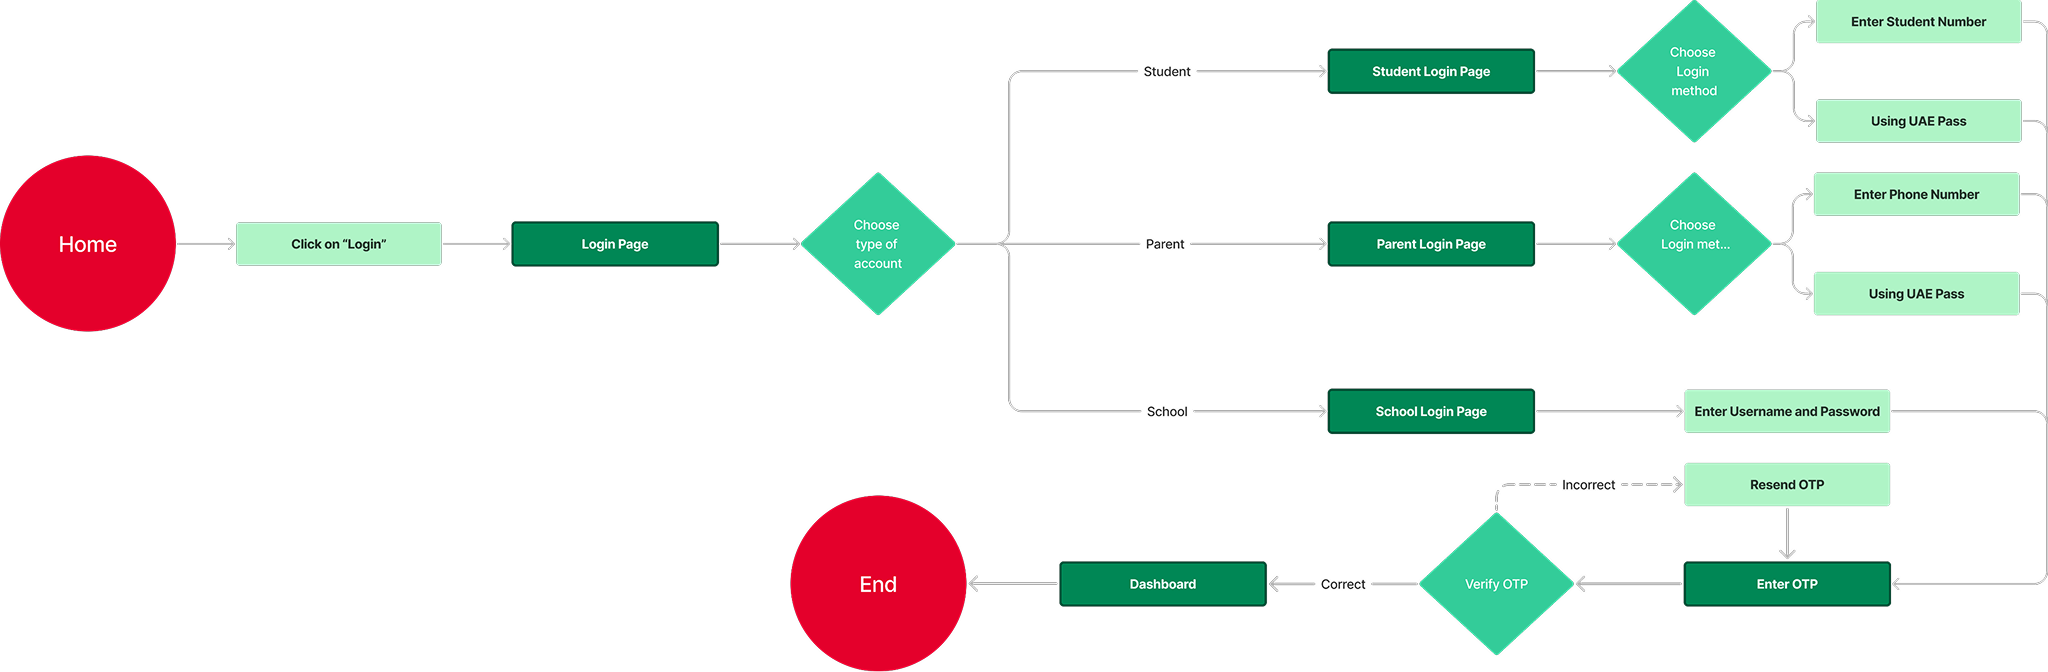 Home
Click on “Login”
Login Page
Choose
type of
account
Student
Student Login Page
Choose
Login
method
Enter Student Number
Using UAE Pass
Parent
Parent Login Page
Choose
Login met...
Enter Phone Number
Using UAE Pass
School
School Login Page
Enter Username and Password
Incorrect
Resend OTP
Enter OTP
Verify OTP
Correct
Dashboard
End